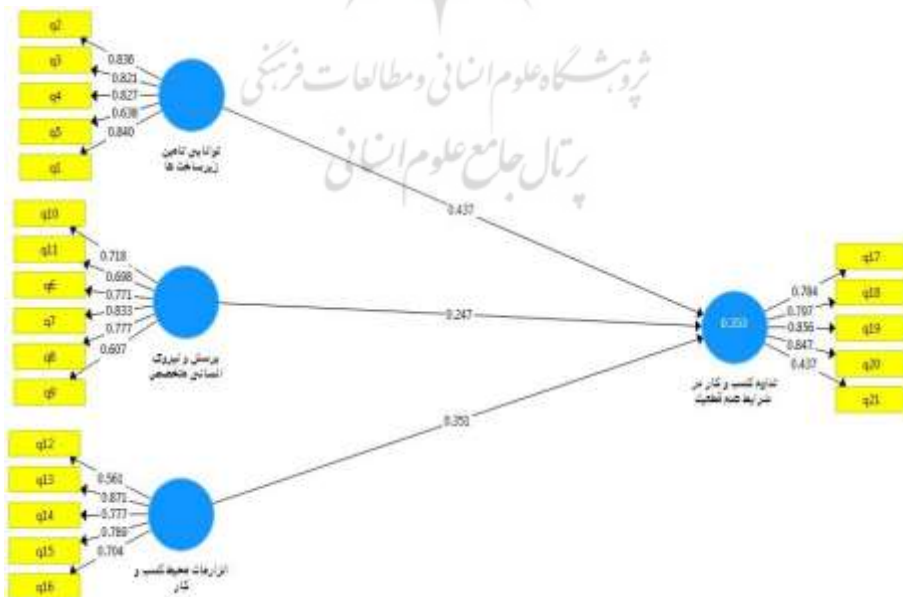 پژوهشگاه علوم انسانی و مطالعات فرهنگی
پرتال جامع علوم انسانی
q2
q3
q4
q5
q1
0.836
0.821
0.827
0.638
0.840
توانایی تامین
زیرساخت ها
0.437
q10
q11
q6
q7
q8
q9
0.718
0.698
0.771
0.833
0.777
0.607
پرسش و نیروی
انسانی متخصص
0.247
q12
q13
q14
q15
q16
0.561
0.871
0.777
0.789
0.704
الزامات محیط کسب و
کار
0.351
0.353
تداوم کسب و کار در
شرایط عدم قطعیت
q17
q18
q19
q20
q21
0.784
0.797
0.856
0.847
0.437